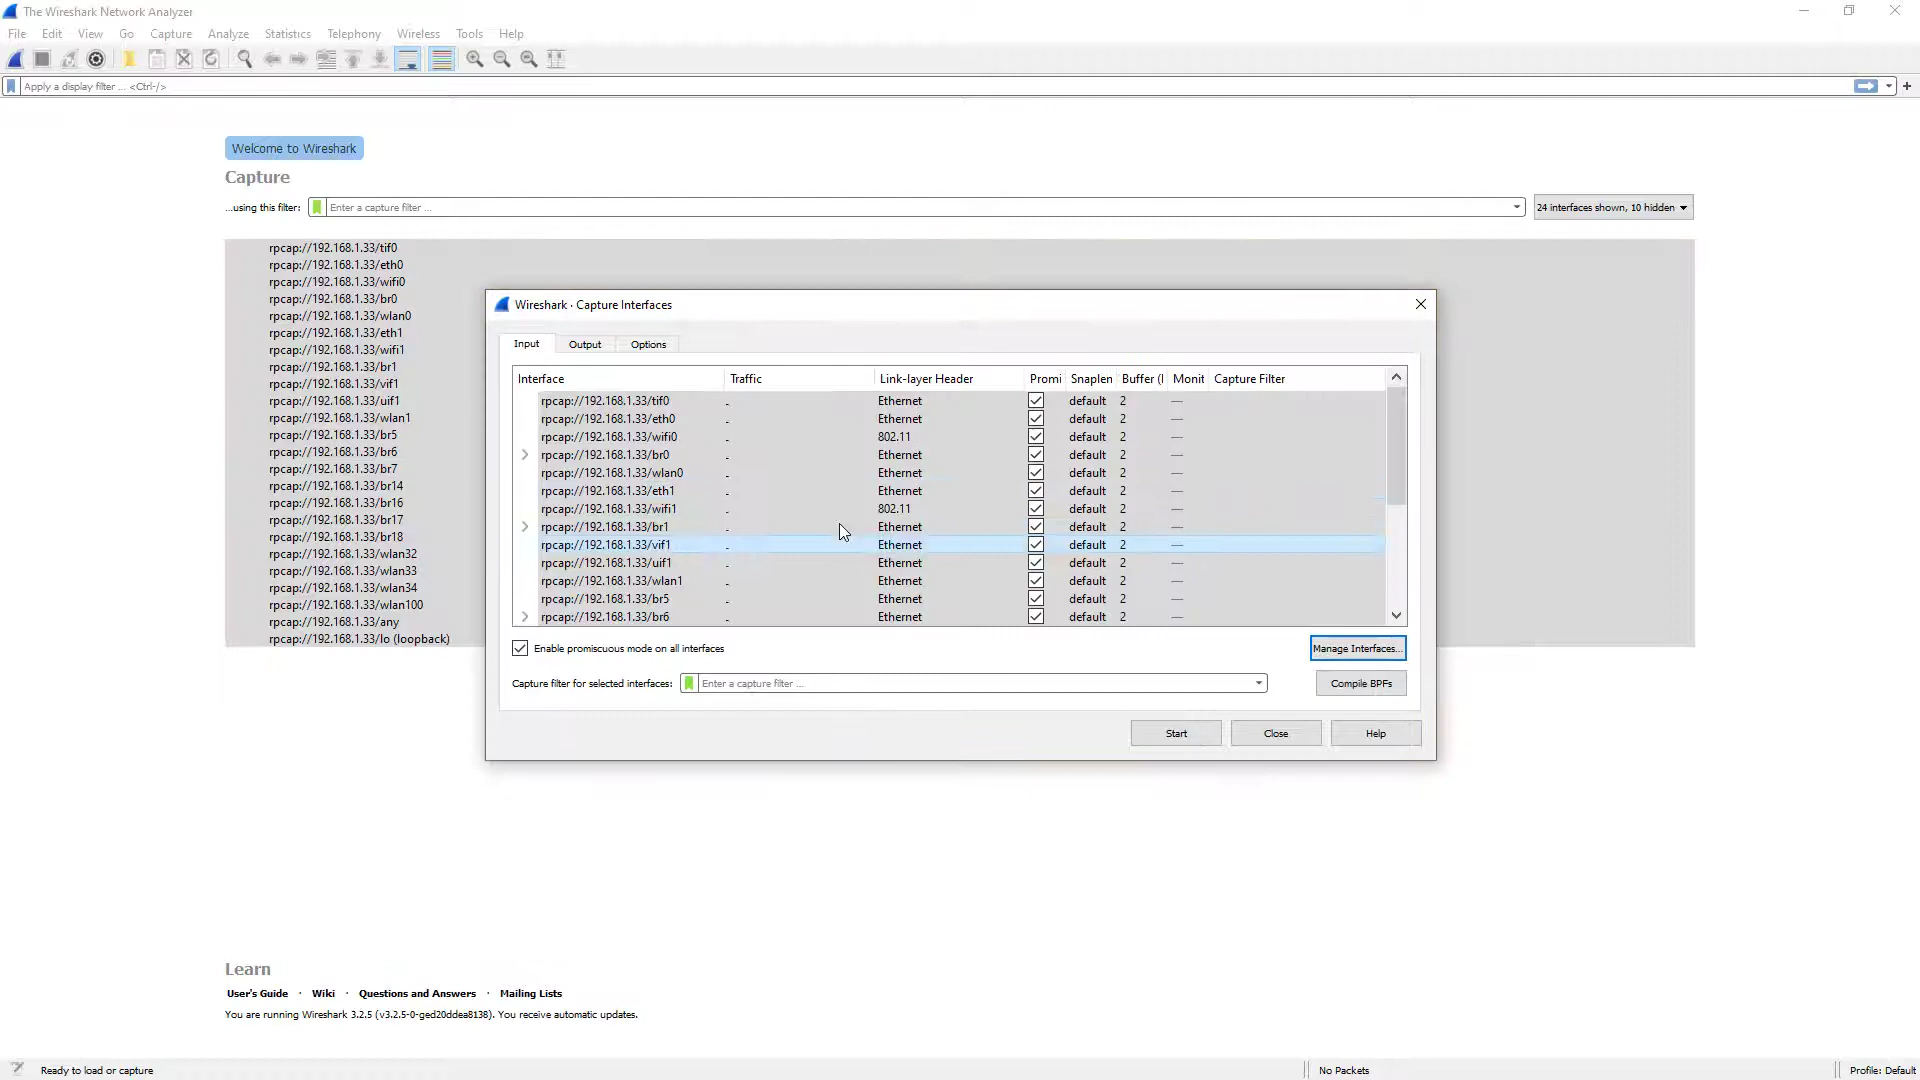 The Wireshark Network Analyzer
File Edit View Go Capture Analyze Statistics Telephony Wireless Tools Help
Apply a display filter ... <Ctrl-/>
Welcome to Wireshark
Capture
...using this filter: Enter a capture filter ... 24 interfaces shown, 10 hidden
rpcap://192.168.1.33/tif0
rpcap://192.168.1.33/eth0
rpcap://192.168.1.33/wifi0
rpcap://192.168.1.33/br0
rpcap://192.168.1.33/wlan0
rpcap://192.168.1.33/eth1
rpcap://192.168.1.33/wifi1
rpcap://192.168.1.33/br1
rpcap://192.168.1.33/vif1
rpcap://192.168.1.33/uif1
rpcap://192.168.1.33/wlan1
rpcap://192.168.1.33/br5
rpcap://192.168.1.33/br6
rpcap://192.168.1.33/br7
rpcap://192.168.1.33/br14
rpcap://192.168.1.33/br16
rpcap://192.168.1.33/br17
rpcap://192.168.1.33/br18
rpcap://192.168.1.33/wlan32
rpcap://192.168.1.33/wlan33
rpcap://192.168.1.33/wlan34
rpcap://192.168.1.33/wlan100
rpcap://192.168.1.33/any
rpcap://192.168.1.33/lo (loopback)
Wireshark · Capture Interfaces
Input Output Options
Interface Traffic Link-layer Header Promi Snaplen Buffer (I Monit Capture Filter
rpcap://192.168.1.33/tif0 Ethernet default 2 —
rpcap://192.168.1.33/eth0 Ethernet default 2 —
rpcap://192.168.1.33/wifi0 802.11 default 2 —
rpcap://192.168.1.33/br0 Ethernet default 2 —
rpcap://192.168.1.33/wlan0 Ethernet default 2 —
rpcap://192.168.1.33/eth1 Ethernet default 2 —
rpcap://192.168.1.33/wifi1 802.11 default 2 —
rpcap://192.168.1.33/br1 Ethernet default 2 —
rpcap://192.168.1.33/vif1 Ethernet default 2 —
rpcap://192.168.1.33/uif1 Ethernet default 2 —
rpcap://192.168.1.33/wlan1 Ethernet default 2 —
rpcap://192.168.1.33/br5 Ethernet default 2 —
rpcap://192.168.1.33/br6 Ethernet default 2 —
Enable promiscuous mode on all interfaces Manage Interfaces...
Capture filter for selected interfaces: Enter a capture filter ... Compile BPFs
Start Close Help
Learn
User's Guide · Wiki · Questions and Answers · Mailing Lists
You are running Wireshark 3.2.5 (v3.2.5-0-ged20ddea8138). You receive automatic updates.
Ready to load or capture No Packets Profile: Default